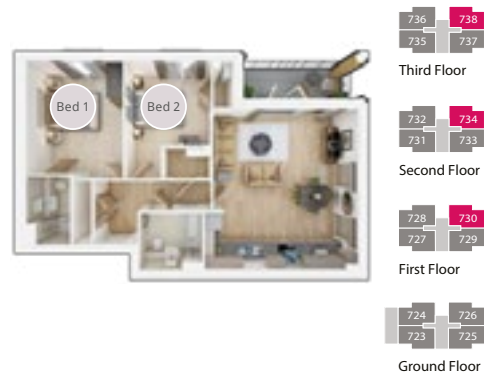 Bed 1
Bed 2
736 738
735 737
Third Floor
732 734
731 733
Second Floor
728 730
727 729
First Floor
724 726
723 725
Ground Floor